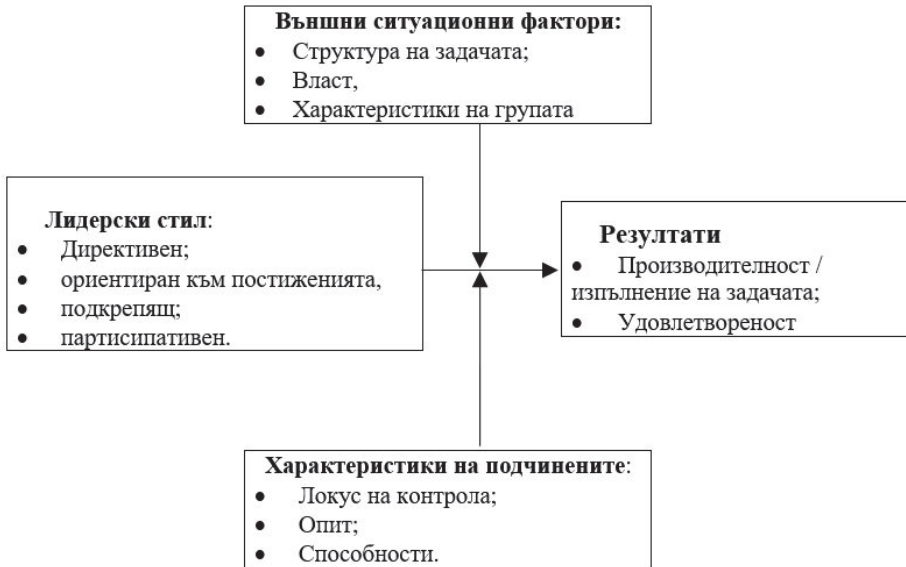 Външни ситуационни фактори:
● Структура на задачата;
● Власт,
● Характеристики на групата
Лидерски стил:
● Директивен;
● ориентиран към постиженията,
● подкрепящ;
● партисипативен.
Резултати
● Производителност /
изпълнение на задачата;
● Удовлетвореност
Характеристики на подчинените:
● Локус на контрола;
● Опит;
● Способности.